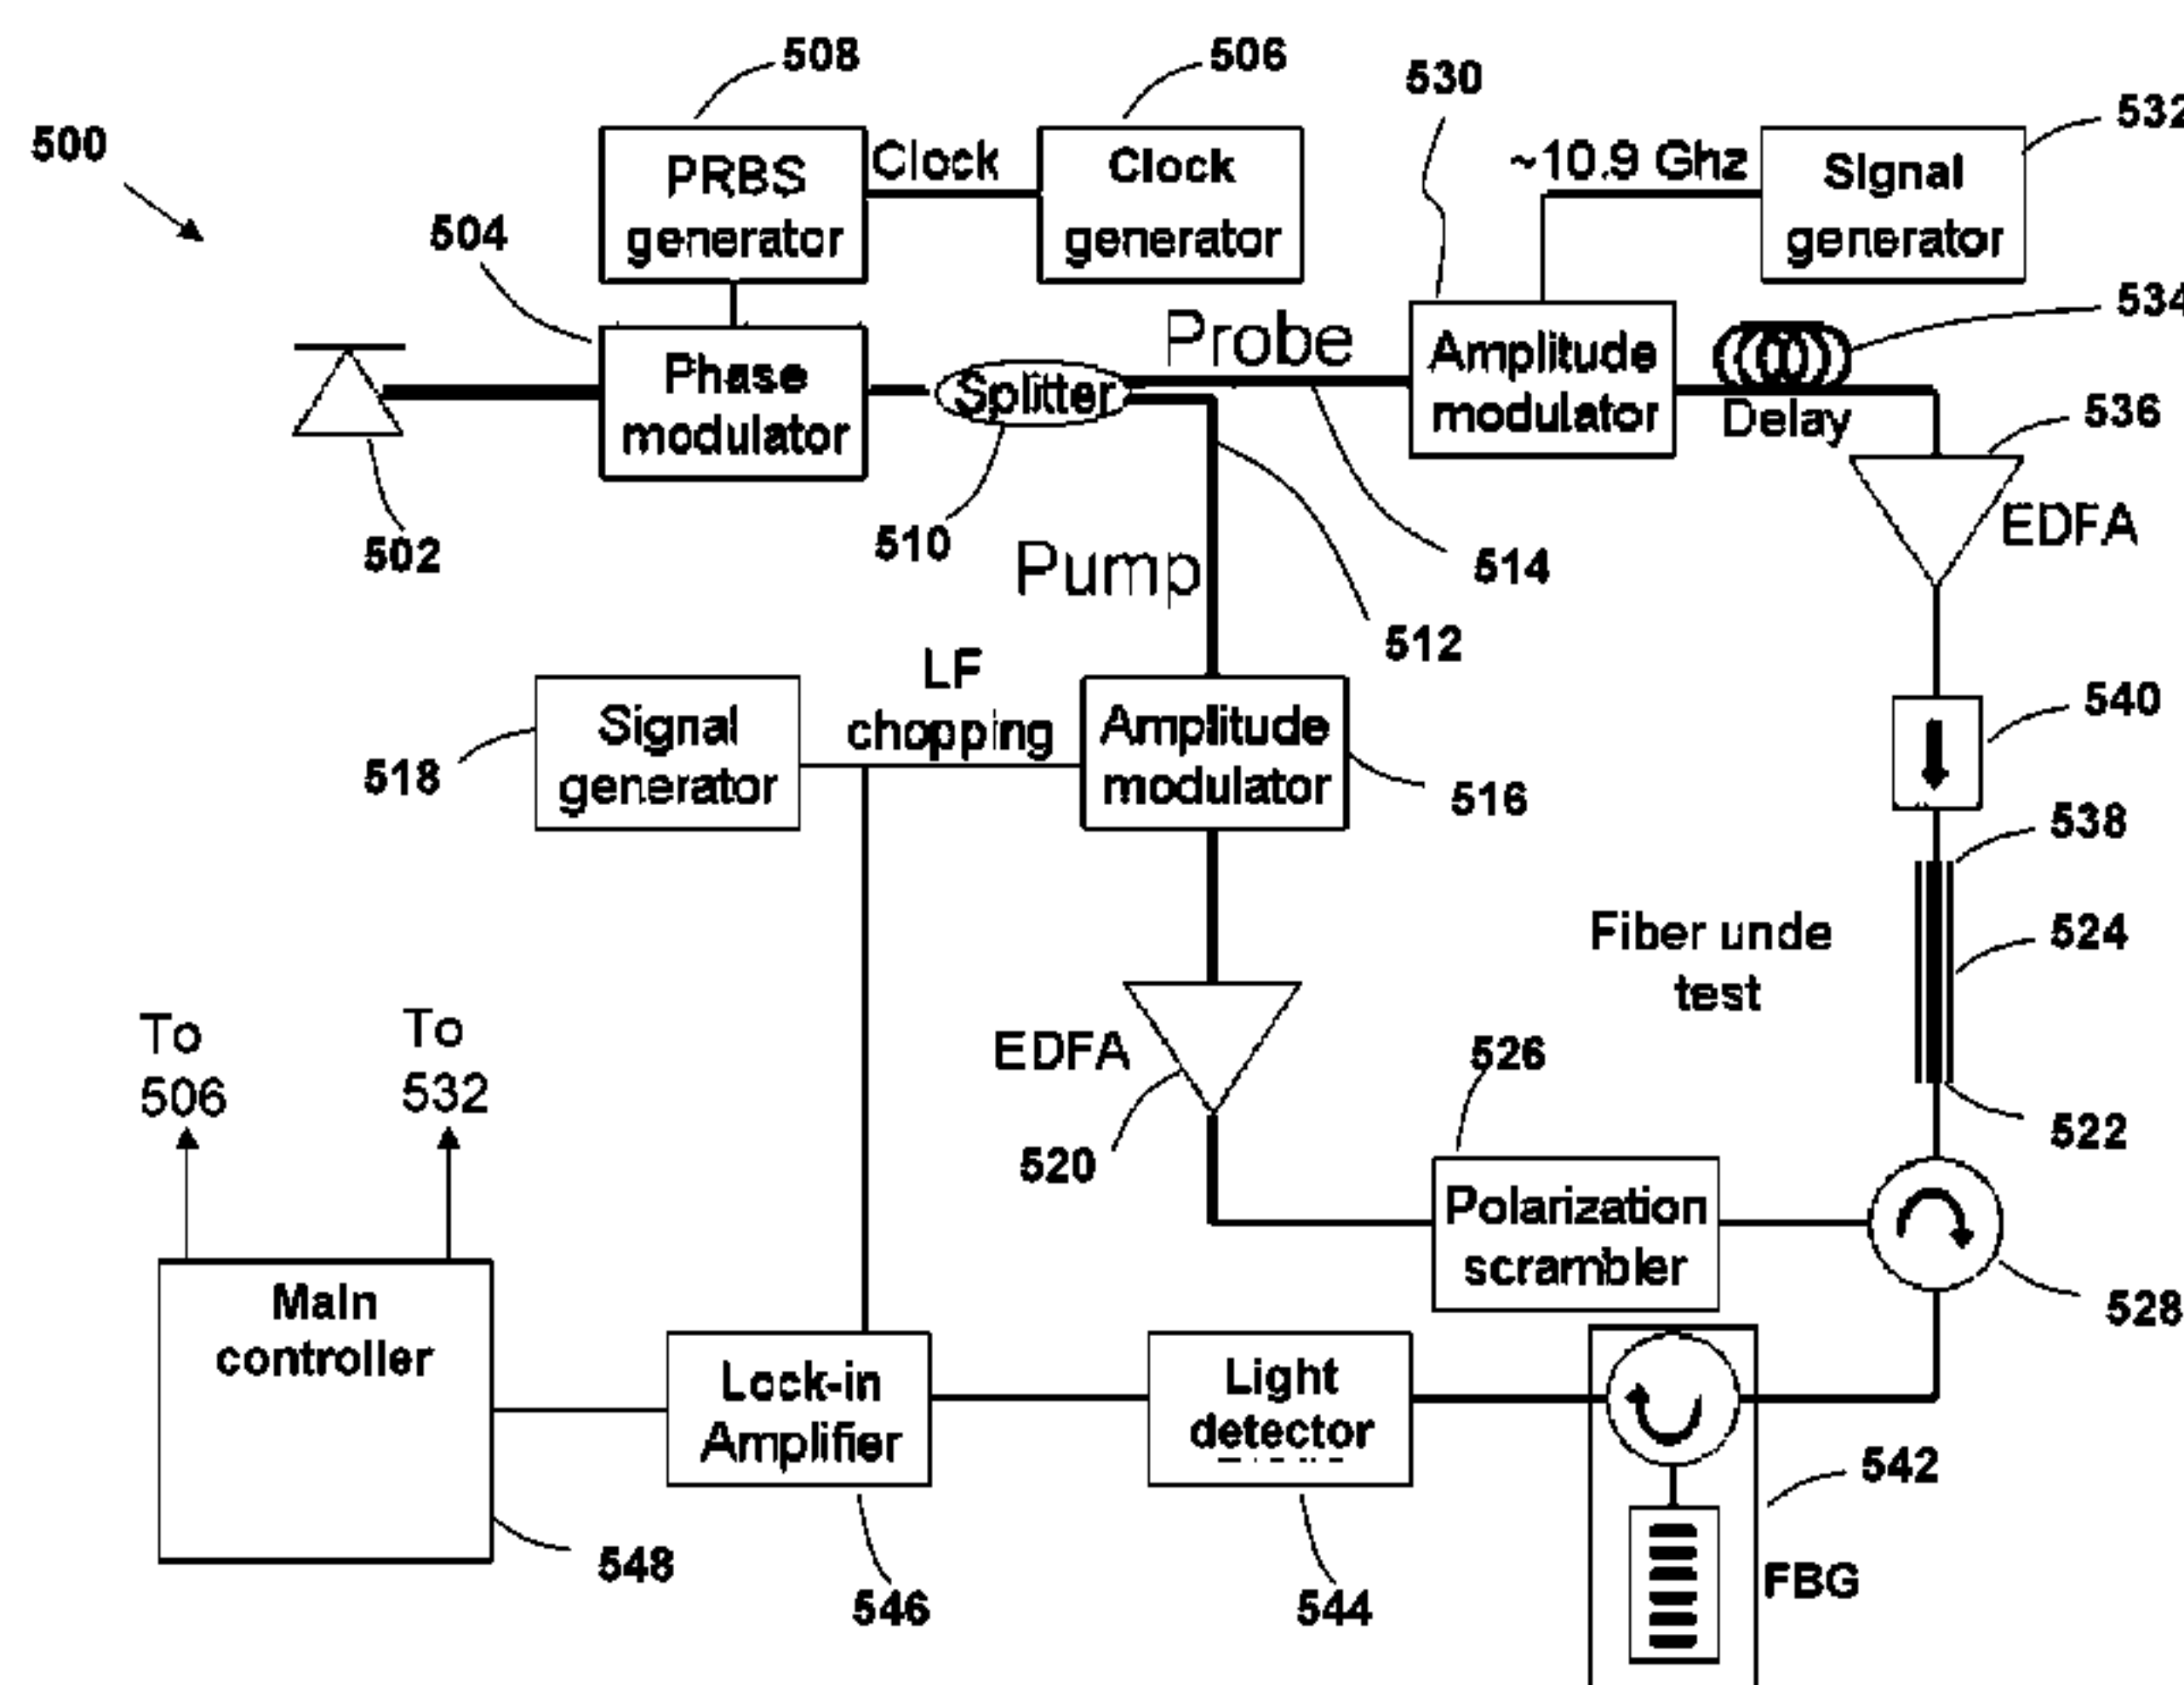 508
506
530
532
500
PRBS
generator
Clock
Clock
generator
~10.9 Ghz
Signal
generator
504
534
Phase
modulator
Splitter
Probe
Amplitude
modulator
Delay
536
502
510
Pump
514
EDFA
512
540
518
Signal
generator
LF
chopping
Amplitude
modulator
516
538
Fiber unde
test
524
To
506
To
532
EDFA
526
522
520
Polarization
scrambler
528
Main
controller
Lock-in
Amplifier
Light
detector
542
548
546
544
FBG